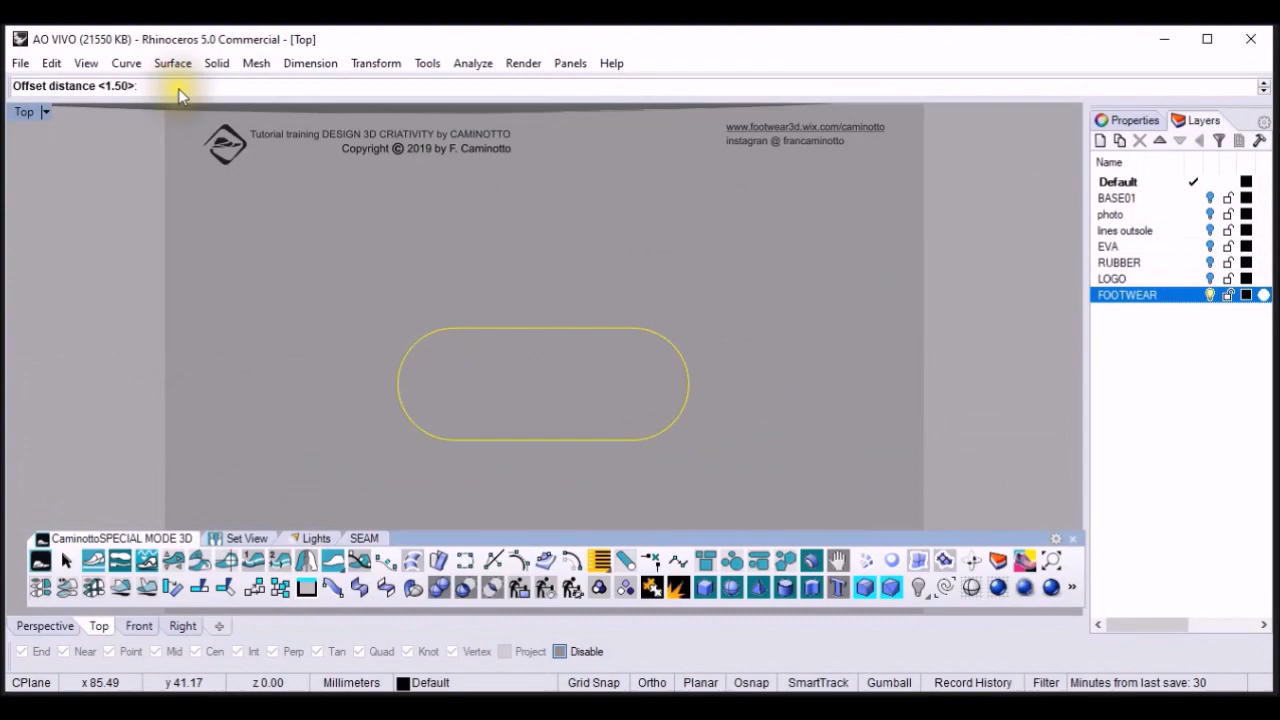 AO VIVO (21550 KB) - Rhinoceros 5.0 Commercial - [Top]
File Edit View Curve Surface Solid Mesh Dimension Transform Tools Analyze Render Panels Help
Offset distance <1.50>:
Top
Tutorial training DESIGN 3D CRIATIVITY by CAMINOTTO
Copyright © 2019 by F. Caminotto
www.footwear3d.wix.com/caminotto
instagran @ francaminotto
Properties Layers
Name
Default
BASE01
photo
lines outsole
EVA
RUBBER
LOGO
FOOTWEAR
CaminottoSPECIAL MODE 3D Set View Lights SEAM
Perspective Top Front Right
End Near Point Mid Cen Int Perp Tan Quad Knot Vertex Project Disable
CPlane x 85.49 y 41.17 z 0.00 Millimeters Default Grid Snap Ortho Planar Osnap SmartTrack Gumball Record History Filter Minutes from last save: 30